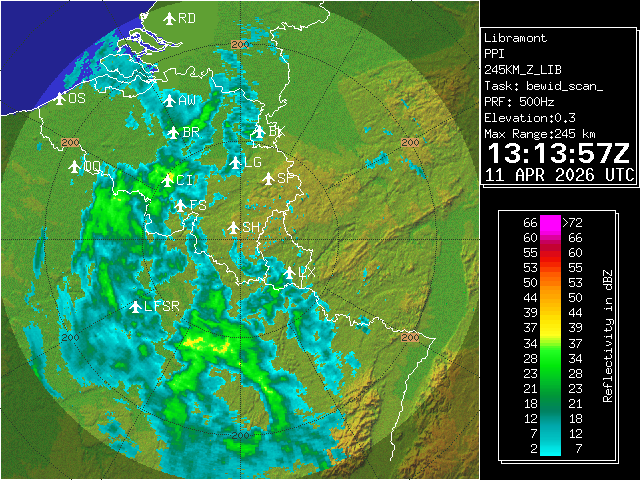 RD
200
OS
AW
BR
BK
200
200
DO
LG
CI
SP
FS
SH
LX
LFSR
200
200
200
Libramont
PPI
245KM_Z_LIB
Task: bewid_scan_
PRF: 500Hz
Elevation:0.3
Max Range:245 km
13:13:57Z
11 APR 2026 UTC
66 >72
60 66
55 60
53 55
50 53
44 50
39 44
37 39
34 37
28 34
23 28
21 23
18 21
12 18
7 12
2 7
Reflectivity in dBZ